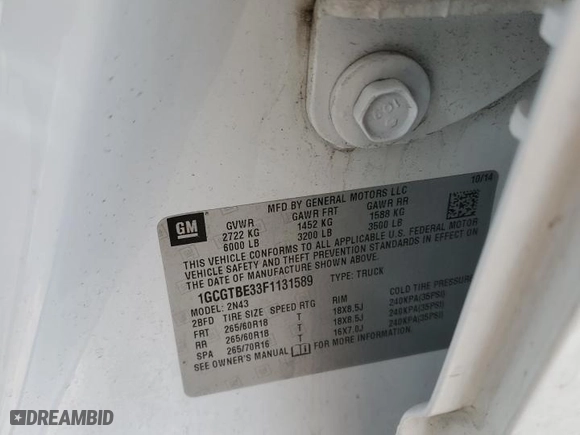 10/14
MFD BY GENERAL MOTORS LLC
GM
GVWR GAWR FRT GAWR RR
2722 KG 1452 KG 1588 KG
6000 LB 3200 LB 3500 LB
THIS VEHICLE CONFORMS TO ALL APPLICABLE U.S. FEDERAL MOTOR
VEHICLE SAFETY AND THEFT PREVENTION STANDARDS IN EFFECT ON
THE DATE OF MANUFACTURE SHOWN ABOVE.
1GCGTBE33F1131589 TYPE: TRUCK
MODEL: 2N43
2BFD TIRE SIZE SPEED RTG RIM COLD TIRE PRESSURE
FRT 265/60R18 T 18X8.5J 240KPA(35PSI)
RR 265/60R18 T 18X8.5J 240KPA(35PSI)
SPA 265/70R16 T 16X7.0J 240KPA(35PSI)
SEE OWNER'S MANUAL
DREAMBID